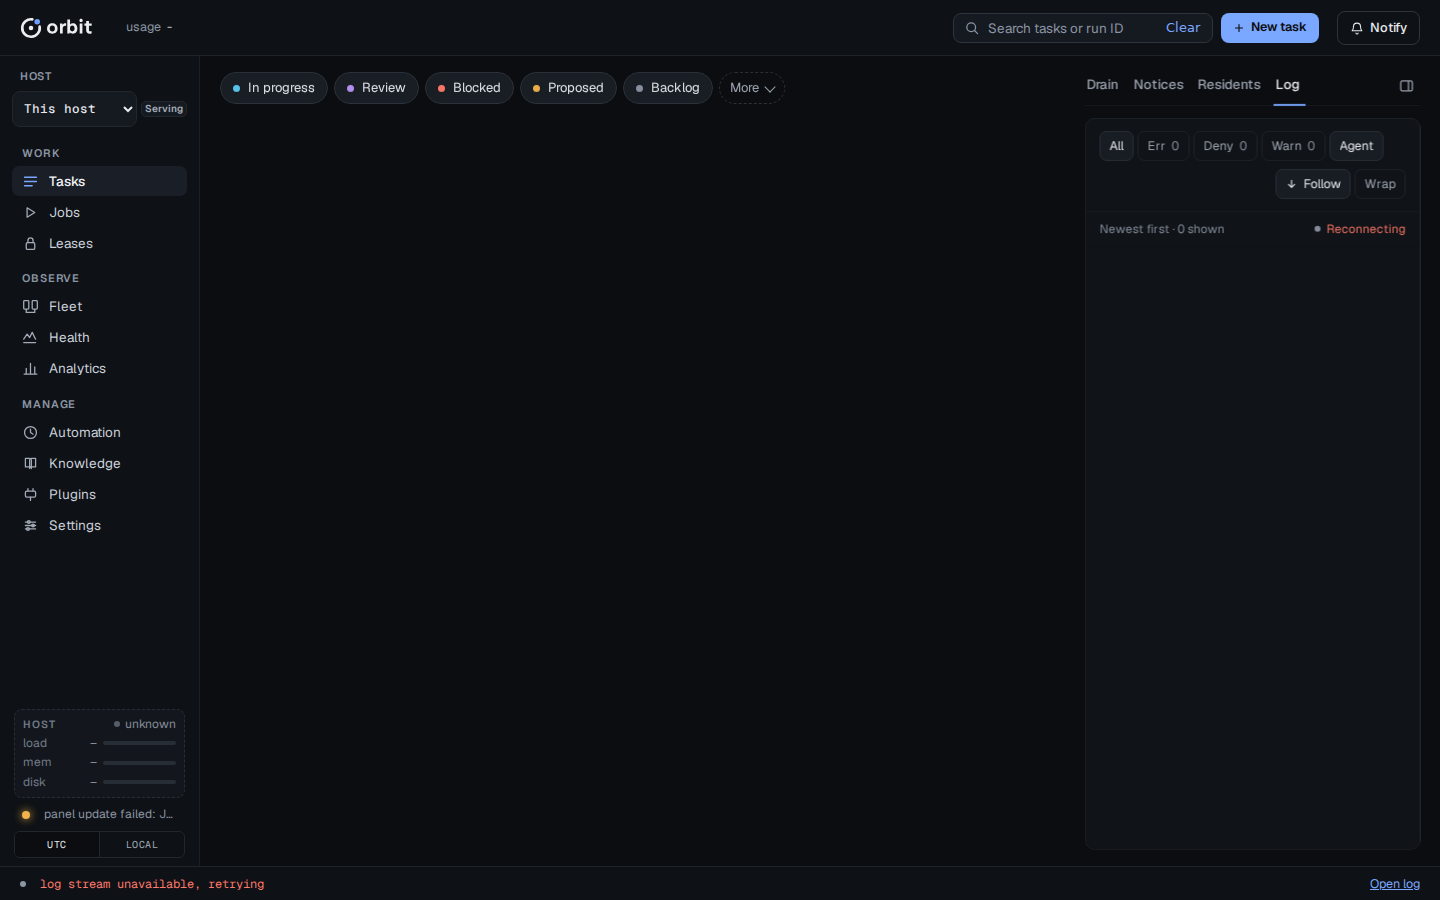 orbit
usage –
Search tasks or run ID
Clear
+ New task
Notify
HOST
This host
Serving
WORK
Tasks
Jobs
Leases
OBSERVE
Fleet
Health
Analytics
MANAGE
Automation
Knowledge
Plugins
Settings
HOST
unknown
load –
mem –
disk –
panel update failed: J…
UTC
LOCAL
In progress
Review
Blocked
Proposed
Backlog
More
Drain
Notices
Residents
Log
All
Err 0
Deny 0
Warn 0
Agent
↓ Follow
Wrap
Newest first · 0 shown
Reconnecting
log stream unavailable, retrying
Open log